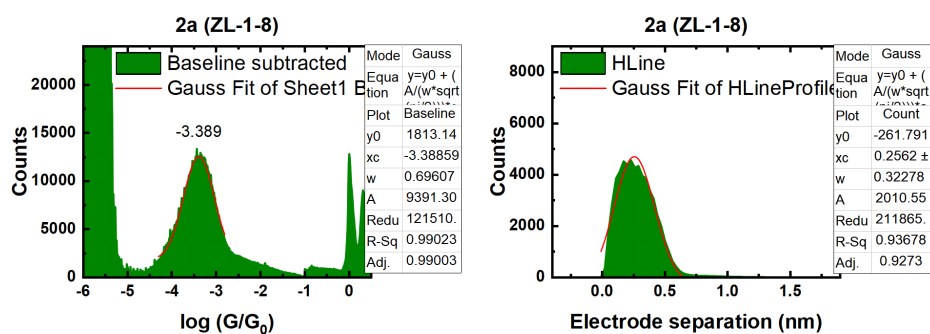 2a (ZL-1-8)
Counts
24000
20000
15000
10000
5000
0
Baseline subtracted
Gauss Fit of Sheet1 B
-3.389
-6 -5 -4 -3 -2 -1 0
log (G/G0)
Mode Gauss
Equa tion y=y0 + ( A/(w*sqrt
Plot Baseline
y0 1813.14
xc -3.38859
w 0.69607
A 9391.30
Redu 121510.
R-Sq 0.99023
Adj. 0.99003
2a (ZL-1-8)
Counts
8000
6000
4000
2000
0
HLine
Gauss Fit of HLineProfile
0.0 0.5 1.0 1.5
Electrode separation (nm)
Mode Gauss
Equa tion y=y0 + ( A/(w*sqrt
Plot Count
y0 -261.791
xc 0.2562 ±
w 0.32278
A 2010.55
Redu 211865.
R-Sq 0.93678
Adj. 0.9273